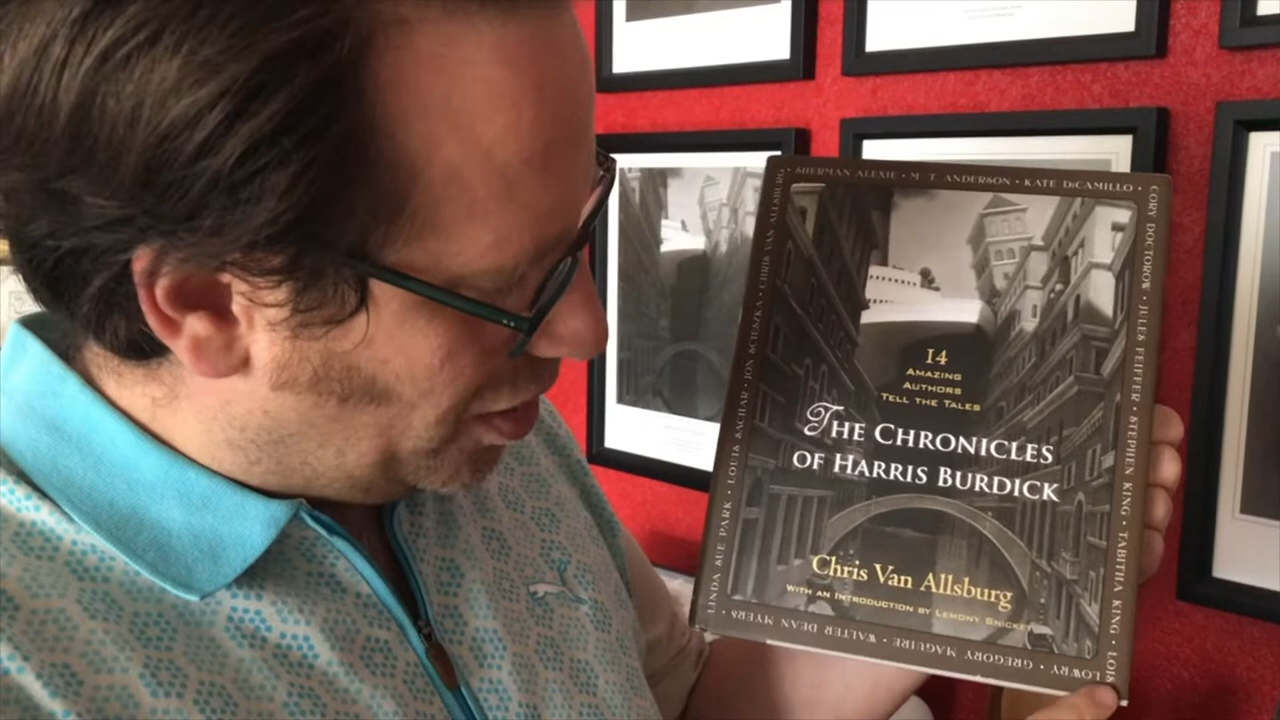 SHERMAN ALEXIE • M. T. ANDERSON • KATE DiCAMILLO •
CORY DOCTOROW • JULES FEIFFER • STEPHEN KING • TABITHA KING • LOIS
LOWRY • GREGORY MAGUIRE • WALTER DEAN MYERS •
LINDA SUE PARK • LOUIS SACHAR • JON SCIESZKA • CHRIS VAN ALLSBURG •
14
AMAZING
AUTHORS
TELL THE TALES
THE CHRONICLES
OF HARRIS BURDICK
Chris Van Allsburg
WITH AN INTRODUCTION BY LEMONY SNICKET